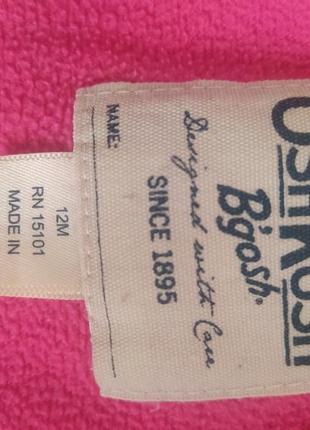 OSHKOSH
B'gosh®
Designed with Care
SINCE 1895
NAME:
12M
RN 15101
MADE IN